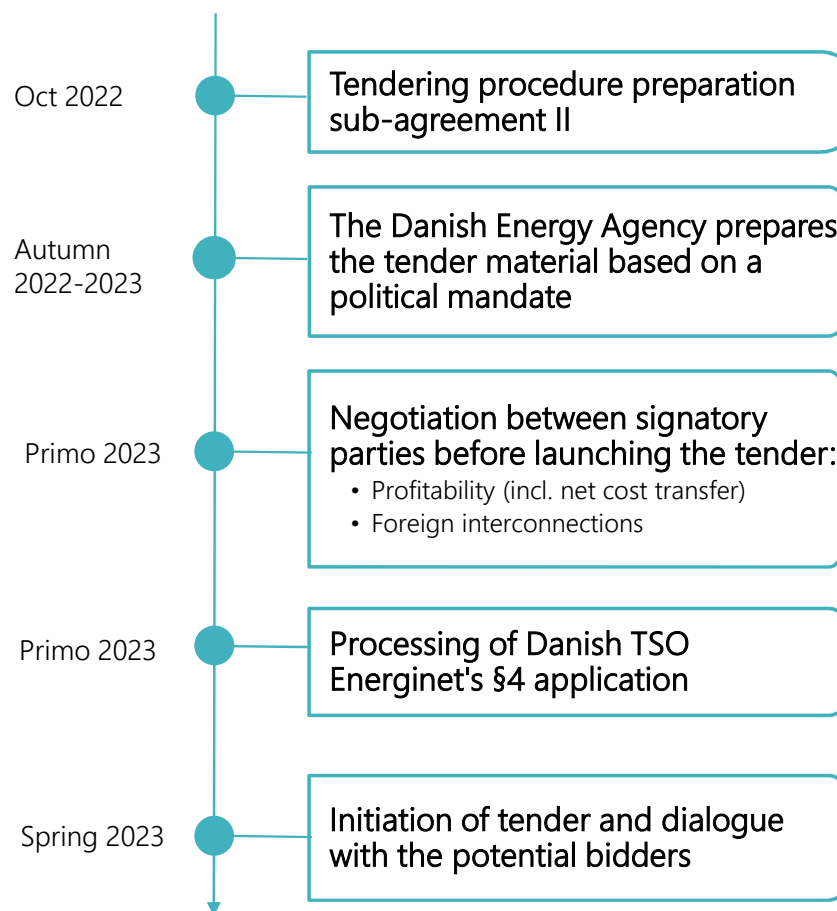 Oct 2022
Tendering procedure preparation
sub-agreement II
Autumn
2022-2023
The Danish Energy Agency prepares
the tender material based on a
political mandate
Primo 2023
Negotiation between signatory
parties before launching the tender:
• Profitability (incl. net cost transfer)
• Foreign interconnections
Primo 2023
Processing of Danish TSO
Energinet's §4 application
Spring 2023
Initiation of tender and dialogue
with the potential bidders